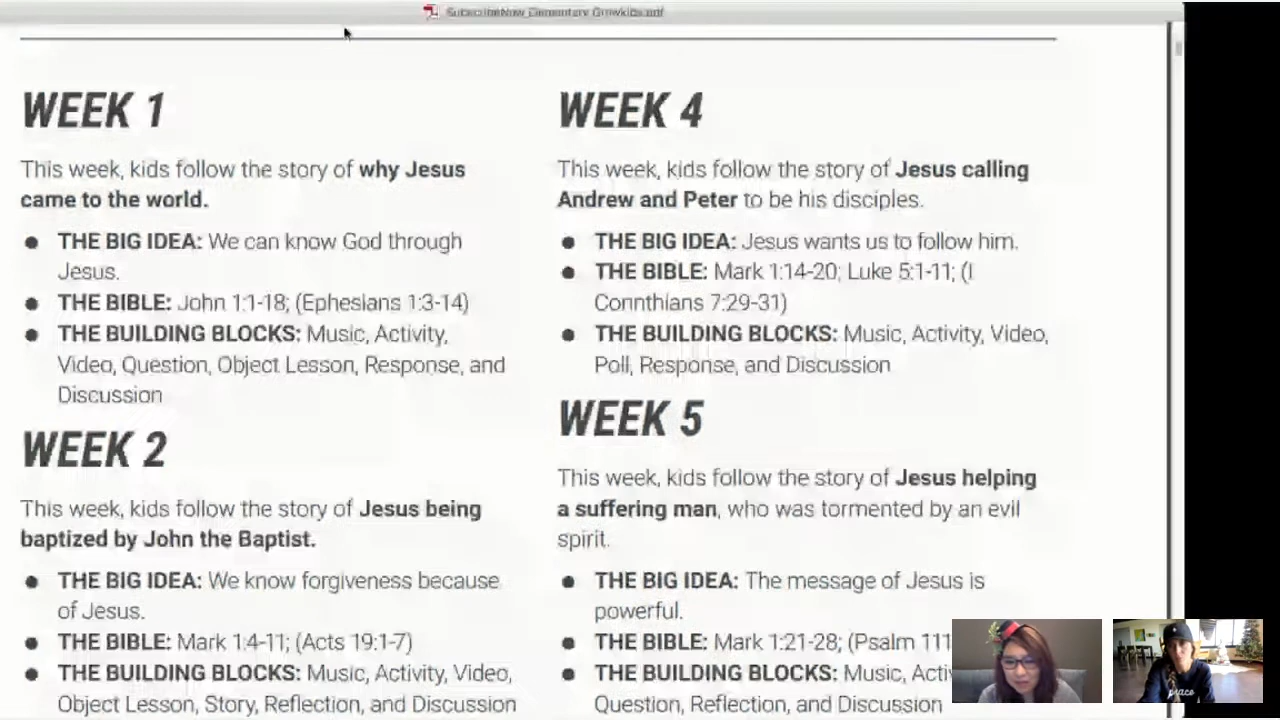 SubscribeNow_Elementary Growkids.pdf
WEEK 1
This week, kids follow the story of why Jesus
came to the world.
● THE BIG IDEA: We can know God through
Jesus.
● THE BIBLE: John 1:1-18; (Ephesians 1:3-14)
● THE BUILDING BLOCKS: Music, Activity,
Video, Question, Object Lesson, Response, and
Discussion
WEEK 2
This week, kids follow the story of Jesus being
baptized by John the Baptist.
● THE BIG IDEA: We know forgiveness because
of Jesus.
● THE BIBLE: Mark 1:4-11; (Acts 19:1-7)
● THE BUILDING BLOCKS: Music, Activity, Video,
Object Lesson, Story, Reflection, and Discussion
WEEK 4
This week, kids follow the story of Jesus calling
Andrew and Peter to be his disciples.
● THE BIG IDEA: Jesus wants us to follow him.
● THE BIBLE: Mark 1:14-20; Luke 5:1-11; (I
Corinthians 7:29-31)
● THE BUILDING BLOCKS: Music, Activity, Video,
Poll, Response, and Discussion
WEEK 5
This week, kids follow the story of Jesus helping
a suffering man, who was tormented by an evil
spirit.
● THE BIG IDEA: The message of Jesus is
powerful.
● THE BIBLE: Mark 1:21-28; (Psalm 111
● THE BUILDING BLOCKS: Music, Acti
Question, Reflection, and Discussion
peace